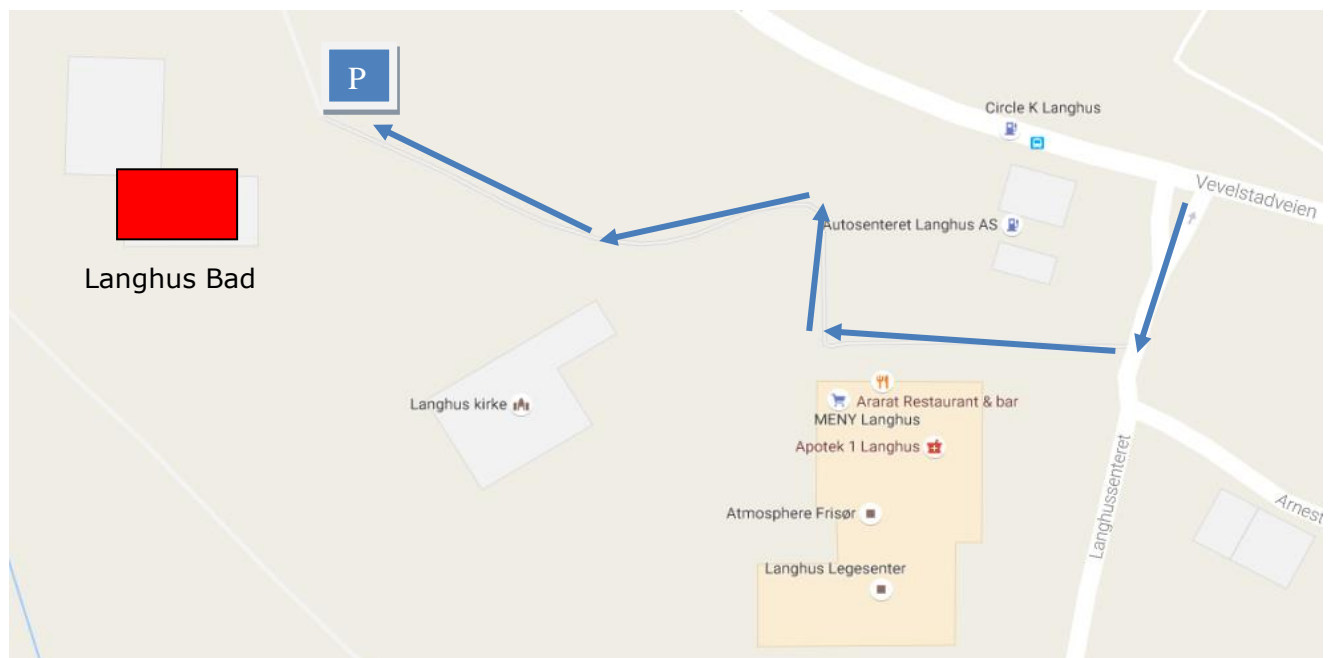 P
Circle K Langhus
Vevelstadveien
Autosenteret Langhus AS
Langhus Bad
Ararat Restaurant & bar
Langhus kirke
MENY Langhus
Apotek 1 Langhus
Langhussenteret
Arnest
Atmosphere Frisør
Langhus Legesenter